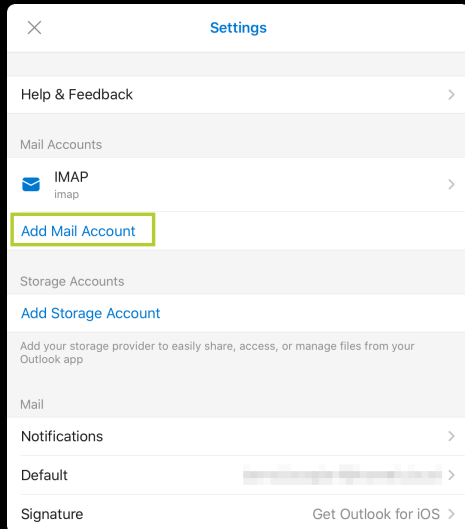 Settings
Help & Feedback
Mail Accounts
IMAP
imap
Add Mail Account
Storage Accounts
Add Storage Account
Add your storage provider to easily share, access, or manage files from your
Outlook app
Mail
Notifications
Default
Signature Get Outlook for iOS